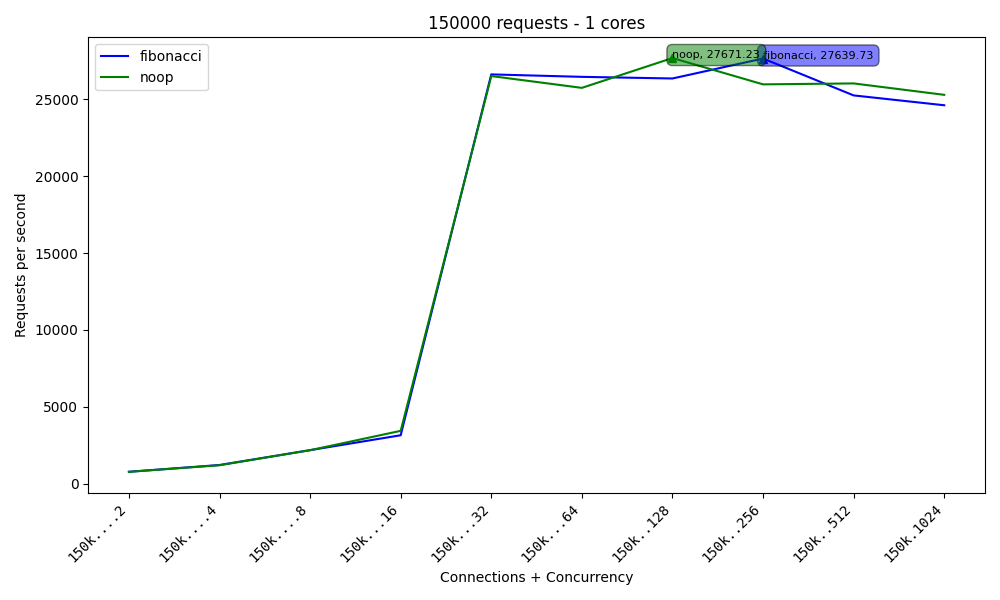 150000 requests - 1 cores
fibonacci
noop
noop, 27671.23
fibonacci, 27639.73
Requests per second
25000
20000
15000
10000
5000
0
150k....2
150k....4
150k....8
150k...16
150k...32
150k...64
150k..128
150k..256
150k..512
150k.1024
Connections + Concurrency